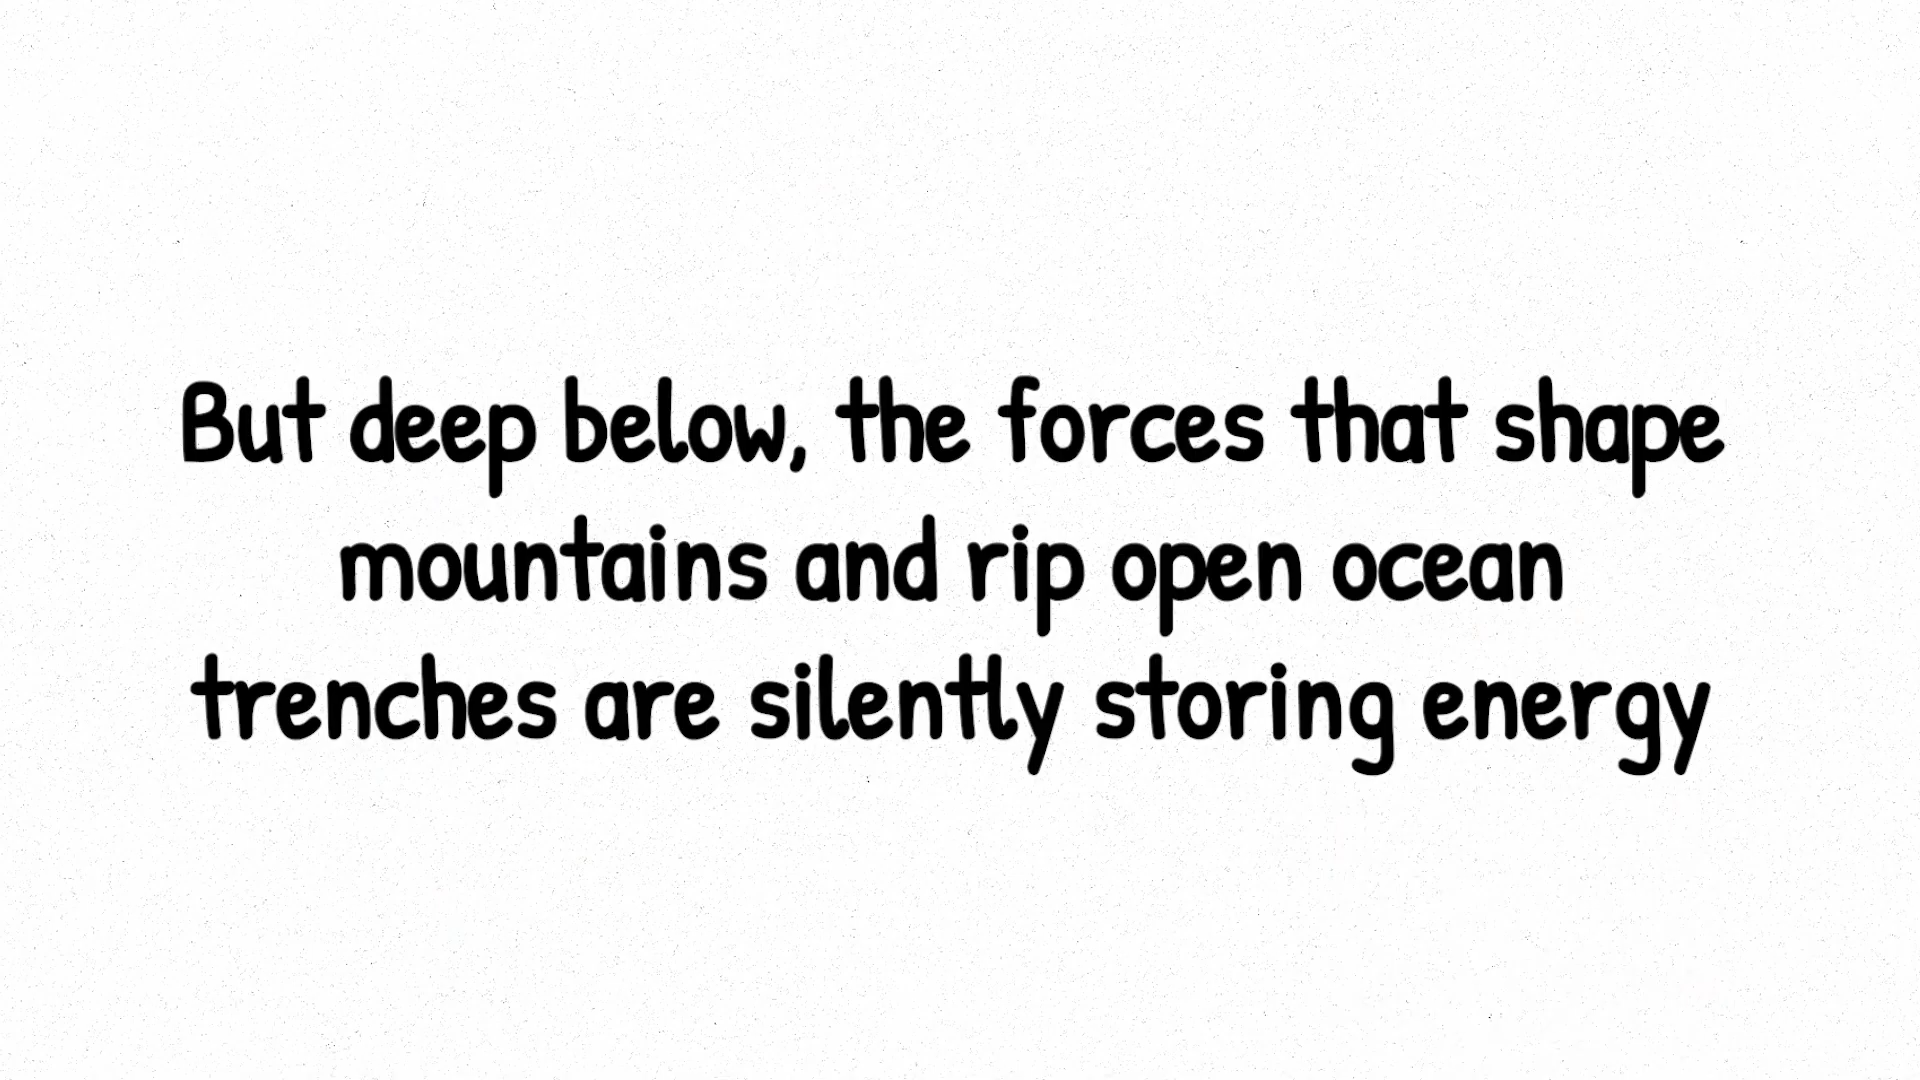 But deep below, the forces that shape
mountains and rip open ocean
trenches are silently storing energy